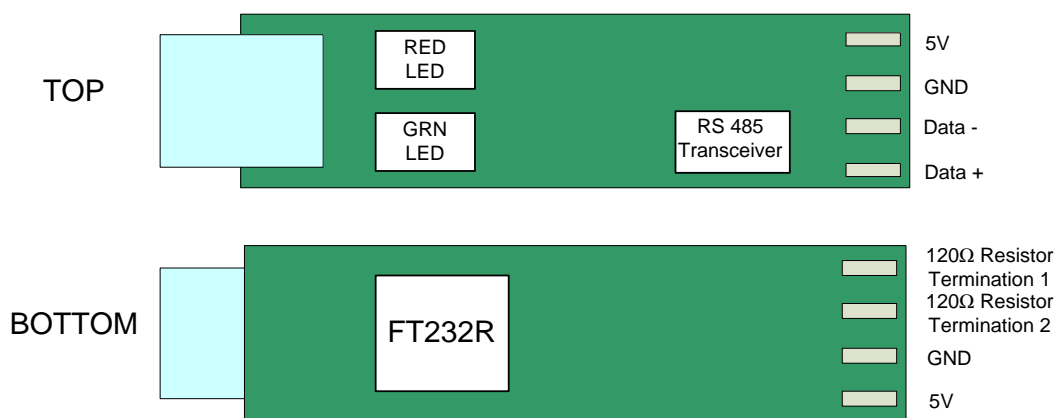 TOP
RED
LED
GRN
LED
RS 485
Transceiver
5V
GND
Data -
Data +
BOTTOM
FT232R
120Ω Resistor
Termination 1
120Ω Resistor
Termination 2
GND
5V